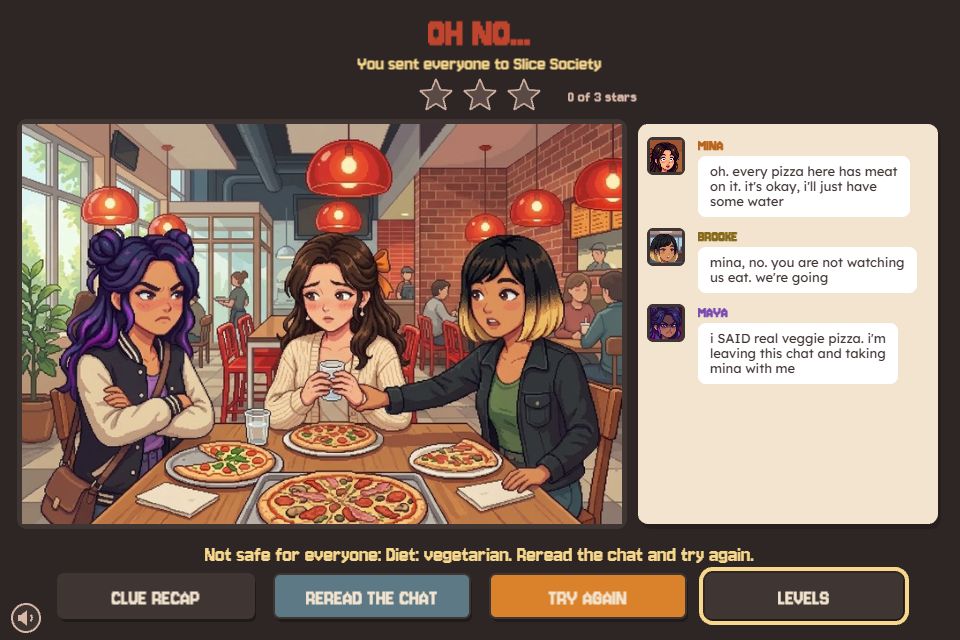 OH NO...
You sent everyone to Slice Society
0 of 3 stars
MINA
oh. every pizza here has meat
on it. it's okay, i'll just have
some water
BROOKE
mina, no. you are not watching
us eat. we're going
MAYA
i SAID real veggie pizza. i'm
leaving this chat and taking
mina with me
Not safe for everyone: Diet: vegetarian. Reread the chat and try again.
CLUE RECAP
REREAD THE CHAT
TRY AGAIN
LEVELS